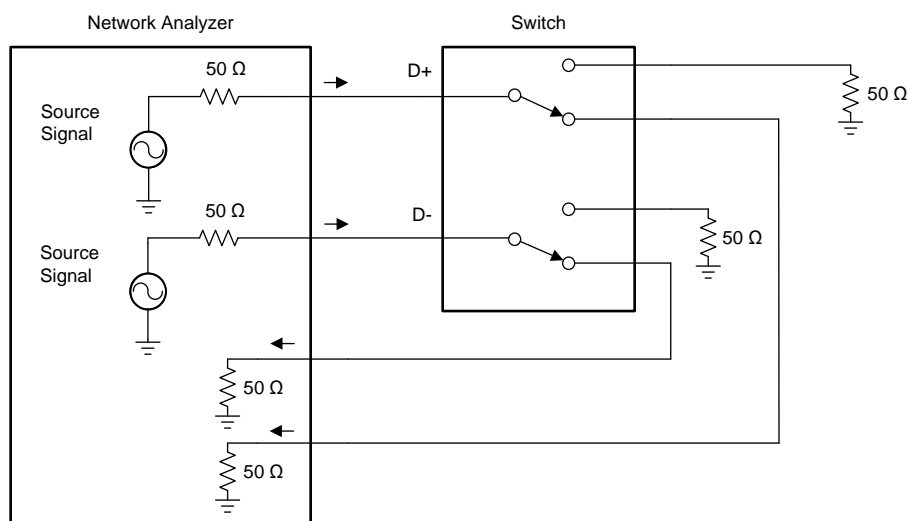 Network Analyzer
Switch
50 Ω
D+
50 Ω
Source
Signal
50 Ω
D-
50 Ω
Source
Signal
50 Ω
50 Ω